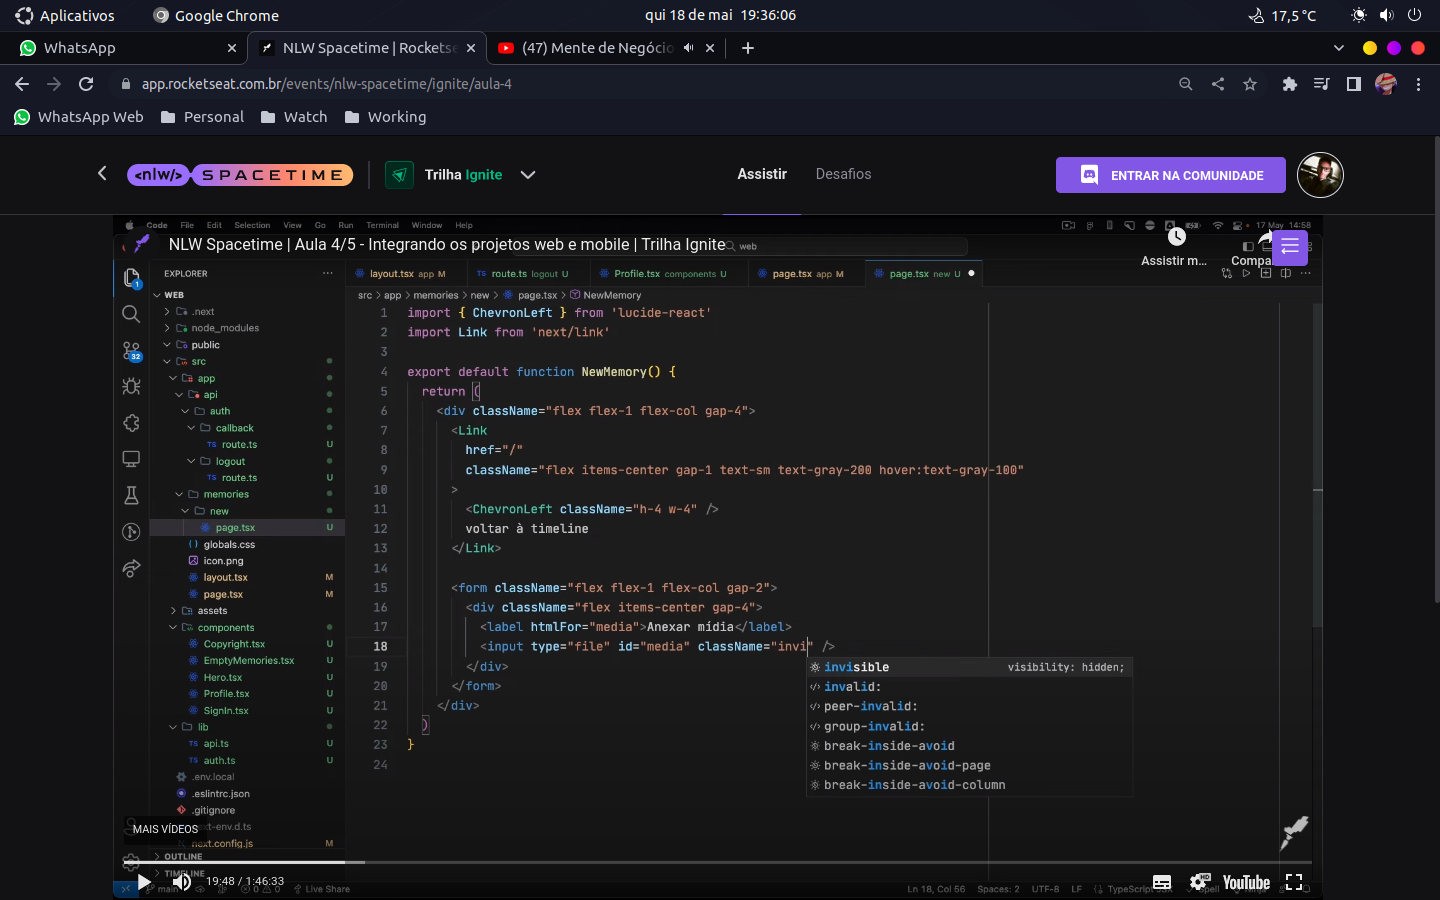 Aplicativos Google Chrome qui 18 de mai 19:36:06 17,5 °C
WhatsApp NLW Spacetime | Rocketse (47) Mente de Negócio
app.rocketseat.com.br/events/nlw-spacetime/ignite/aula-4
WhatsApp Web Personal Watch Working
<nlw/> SPACETIME Trilha Ignite Assistir Desafios ENTRAR NA COMUNIDADE
Code File Edit Selection View Go Run Terminal Window Help 17 May 14:58
NLW Spacetime | Aula 4/5 - Integrando os projetos web e mobile | Trilha Ignite web
Assistir m... Compa
EXPLORER ... layout.tsx app M route.ts logout U Profile.tsx components U page.tsx app M page.tsx new U
WEB src > app > memories > new > page.tsx > NewMemory
.next
node_modules
public
src
app
api
auth
callback
route.ts U
logout
route.ts U
memories
new
page.tsx U
globals.css
icon.png
layout.tsx M
page.tsx M
assets
components
Copyright.tsx U
EmptyMemories.tsx U
Hero.tsx U
Profile.tsx U
SignIn.tsx U
lib
api.ts U
auth.ts U
.env.local
.eslintrc.json
.gitignore
ext-env.d.ts
next.config.js M
OUTLINE
TIMELINE
1
32
1 import { ChevronLeft } from 'lucide-react'
2 import Link from 'next/link'
3
4 export default function NewMemory() {
5 return (
6 <div className="flex flex-1 flex-col gap-4">
7 <Link
8 href="/"
9 className="flex items-center gap-1 text-sm text-gray-200 hover:text-gray-100"
10 >
11 <ChevronLeft className="h-4 w-4" />
12 voltar à timeline
13 </Link>
14
15 <form className="flex flex-1 flex-col gap-2">
16 <div className="flex items-center gap-4">
17 <label htmlFor="media">Anexar mídia</label>
18 <input type="file" id="media" className="invi" />
19 </div>
20 </form>
21 </div>
22 )
23 }
24
invisible visibility: hidden;
invalid:
peer-invalid:
group-invalid:
break-inside-avoid
break-inside-avoid-page
break-inside-avoid-column
MAIS VÍDEOS
19:48 / 1:46:33 HD YouTube
main 0 0 Live Share Ln 18, Col 56 Spaces: 2 UTF-8 LF TypeScript JSX Spell Ninja